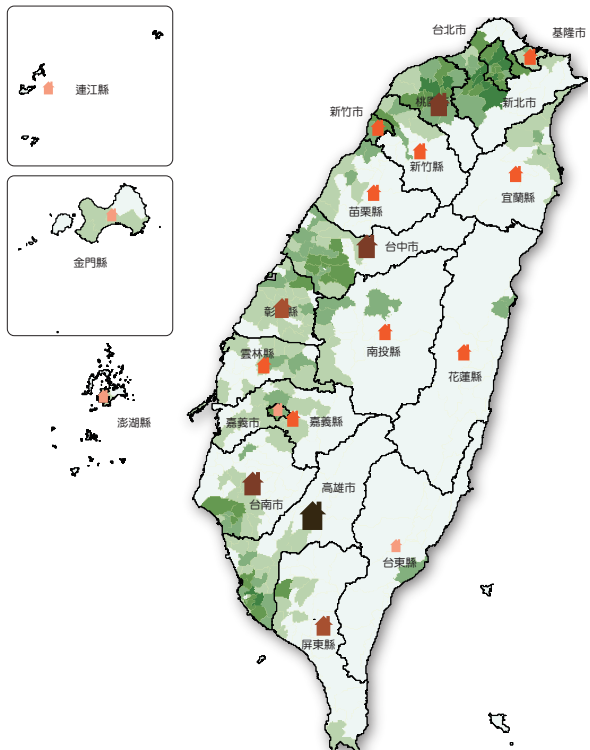 台北市
基隆市
連江縣
桃園
新北市
新竹市
新竹縣
宜蘭縣
苗栗縣
台中市
金門縣
彰 縣
南投縣
雲林縣
花蓮縣
澎湖縣
嘉義市
嘉義縣
高雄市
台南市
台東縣
屏東縣